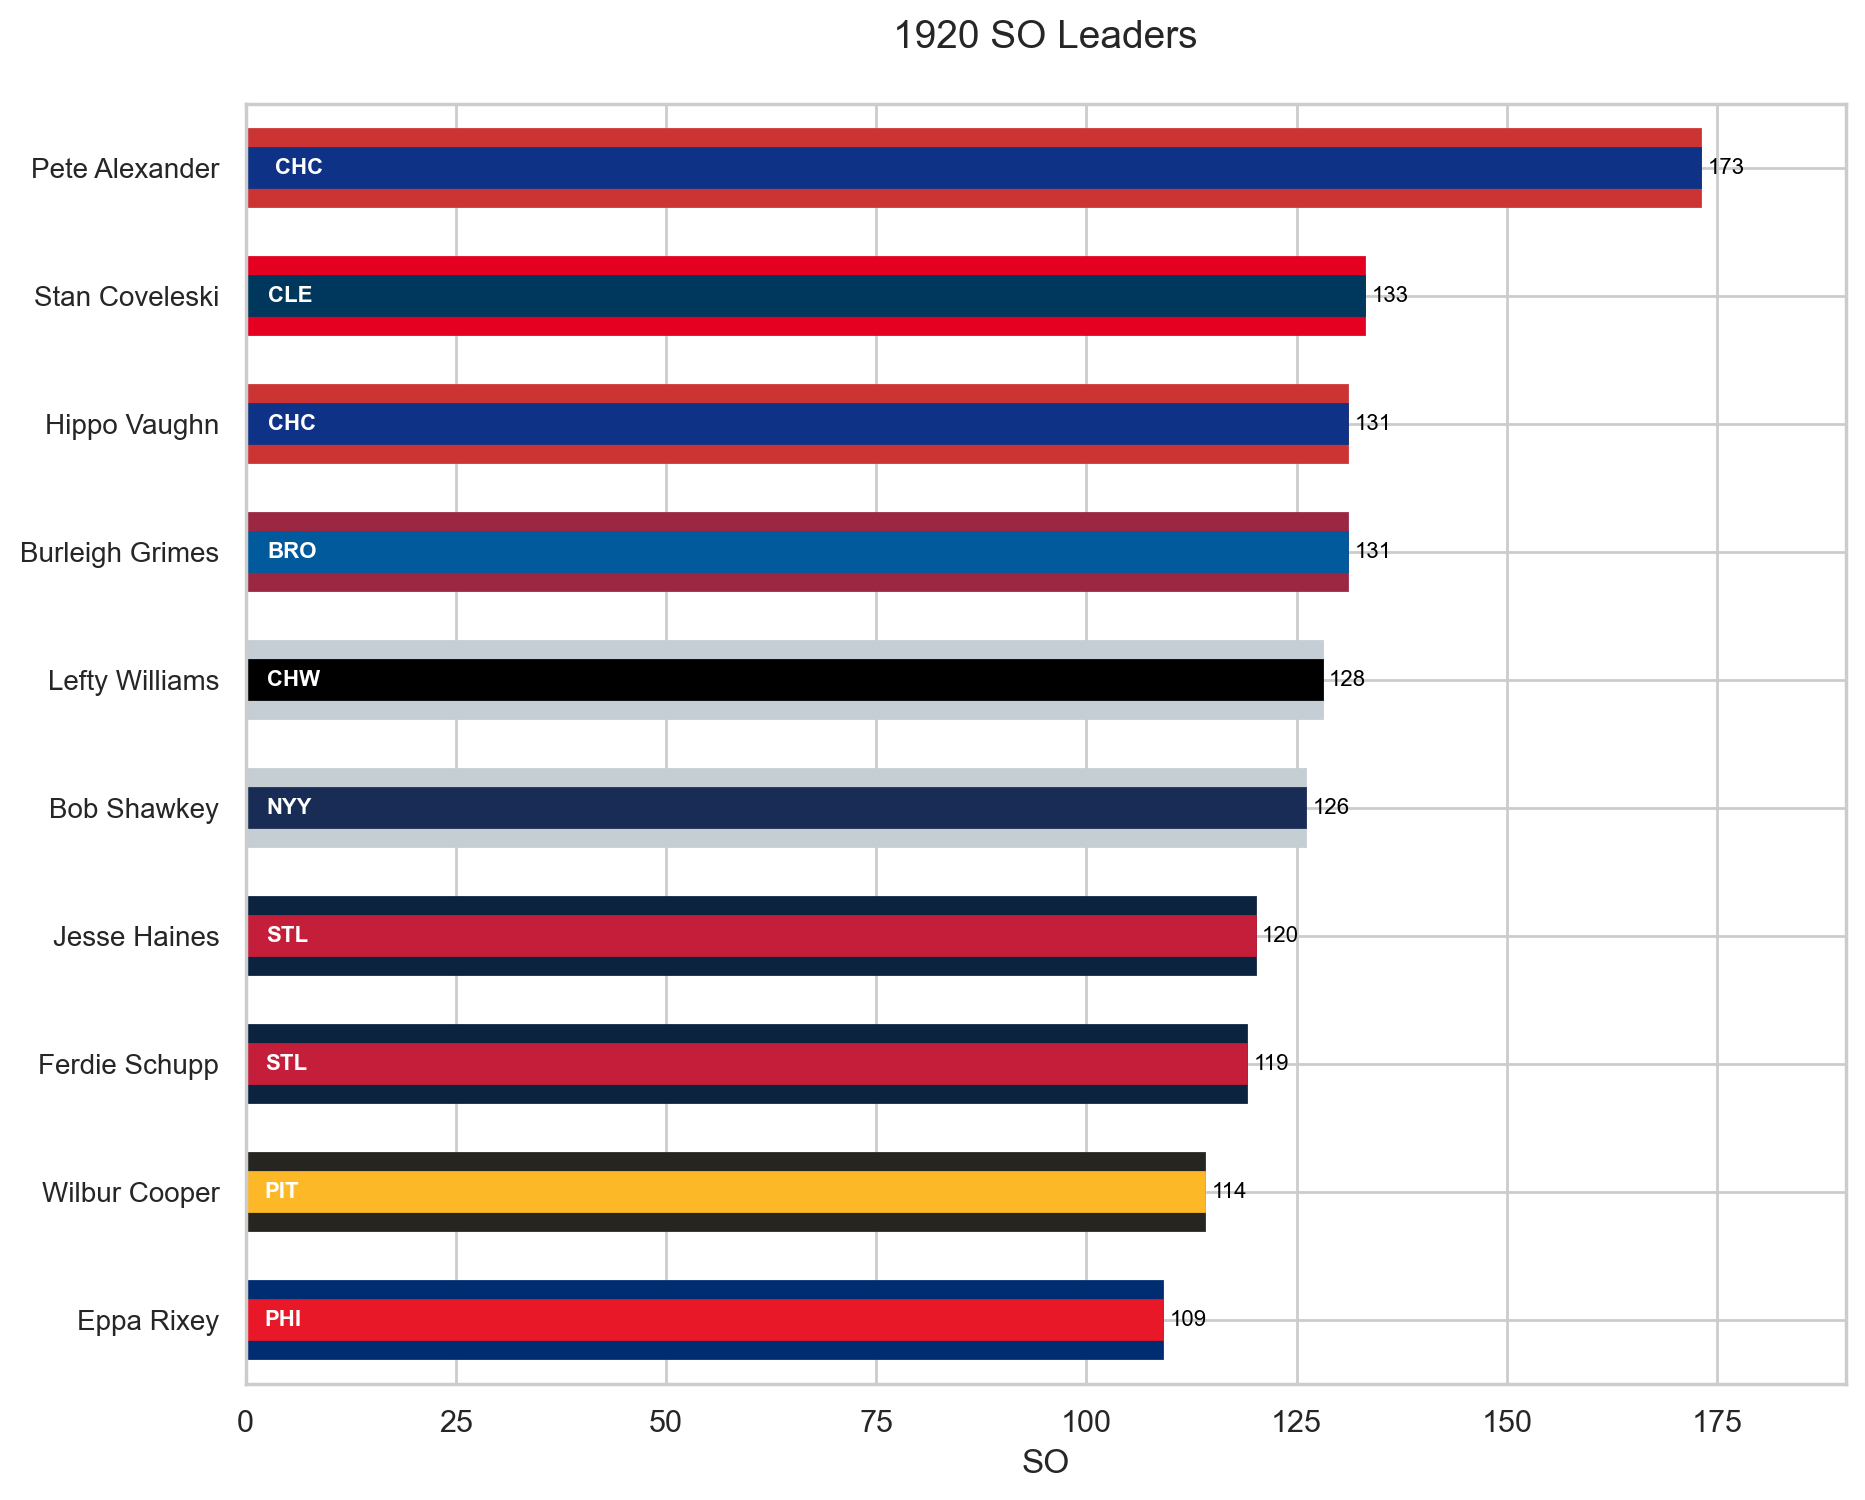 1920 SO Leaders
Pete Alexander CHC 173
Stan Coveleski CLE 133
Hippo Vaughn CHC 131
Burleigh Grimes BRO 131
Lefty Williams CHW 128
Bob Shawkey NYY 126
Jesse Haines STL 120
Ferdie Schupp STL 119
Wilbur Cooper PIT 114
Eppa Rixey PHI 109
0 25 50 75 100 125 150 175
SO